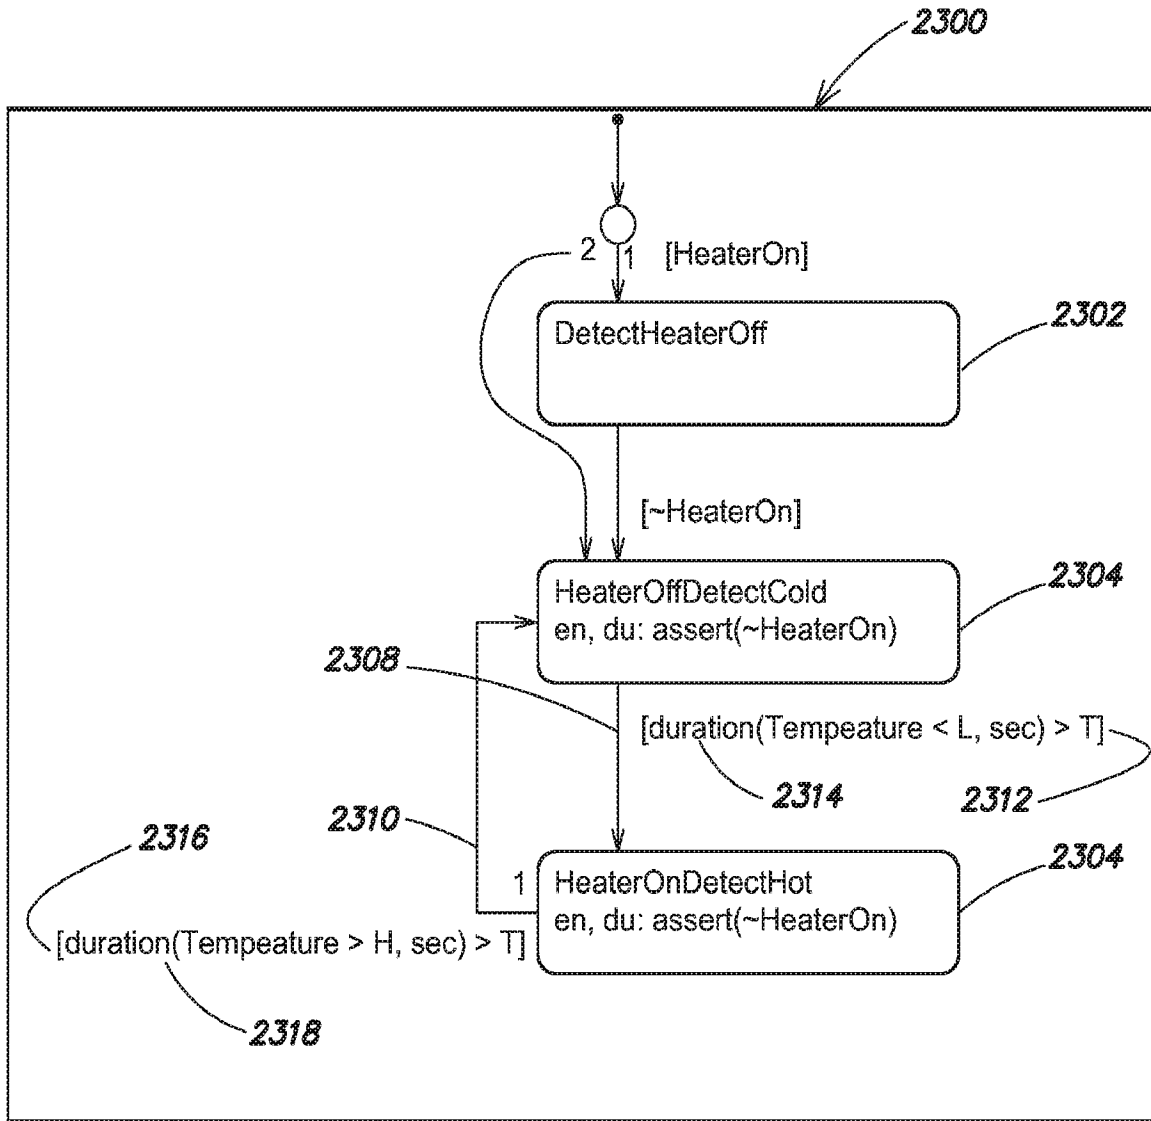 2300
2 1 [HeaterOn]
DetectHeaterOff
2302
[~HeaterOn]
HeaterOffDetectCold
en, du: assert(~HeaterOn)
2304
2308
[duration(Tempeature < L, sec) > T]
2314
2312
2310
2316
1
HeaterOnDetectHot
en, du: assert(~HeaterOn)
2304
[duration(Tempeature > H, sec) > T]
2318